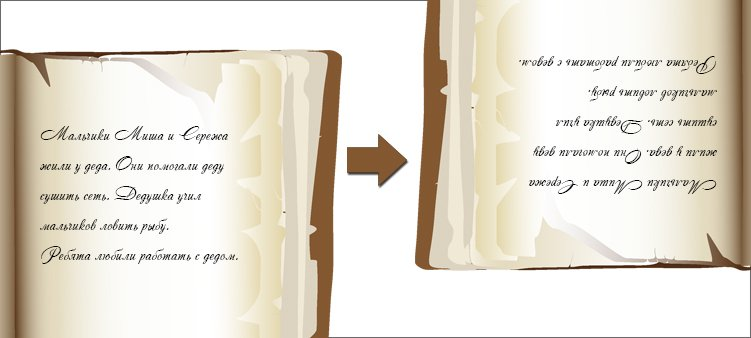 Мальчики Миша и Сережа
жили у деда. Они помогали деду
сушить сеть. Дедушка учил
мальчиков ловить рыбу.
Ребята любили работать с дедом.
Мальчики Миша и Сережа
жили у деда. Они помогали деду
сушить сеть. Дедушка учил
мальчиков ловить рыбу.
Ребята любили работать с дедом.